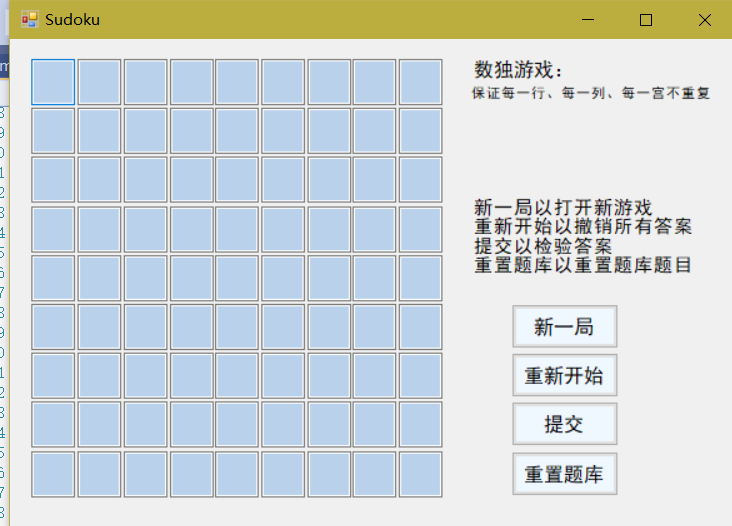 Sudoku
数独游戏：
保证每一行、每一列、每一宫不重复
新一局以打开新游戏
重新开始以撤销所有答案
提交以检验答案
重置题库以重置题库题目
新一局
重新开始
提交
重置题库